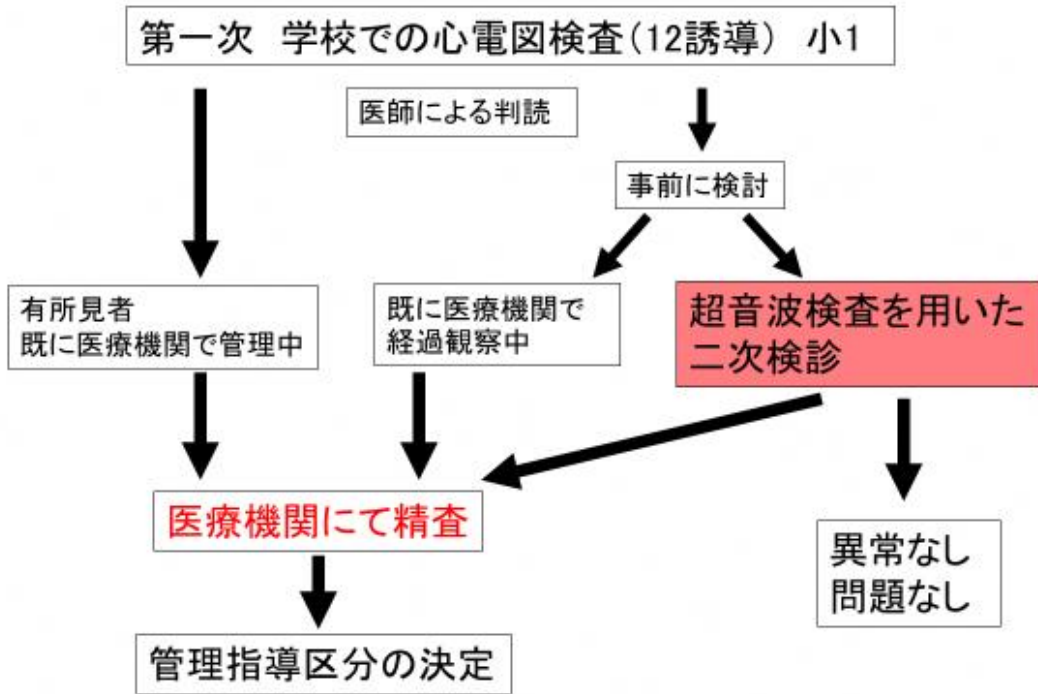 第一次 学校での心電図検査(12誘導) 小1
医師による判読
事前に検討
有所見者
既に医療機関で管理中
既に医療機関で
経過観察中
超音波検査を用いた
二次検診
医療機関にて精査
異常なし
問題なし
管理指導区分の決定